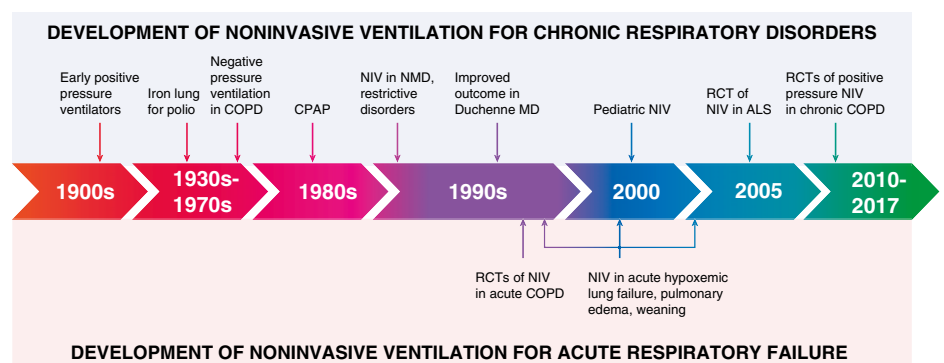 DEVELOPMENT OF NONINVASIVE VENTILATION FOR CHRONIC RESPIRATORY DISORDERS
Early positive
pressure
ventilators
Iron lung
for polio
Negative
pressure
ventilation
in COPD
CPAP
NIV in NMD,
restrictive
disorders
Improved
outcome in
Duchenne MD
Pediatric NIV
RCT of
NIV in ALS
RCTs of positive
pressure NIV
in chronic COPD
1900s
1930s-
1970s
1980s
1990s
2000
2005
2010-
2017
RCTs of NIV
in acute COPD
NIV in acute hypoxemic
lung failure, pulmonary
edema, weaning
DEVELOPMENT OF NONINVASIVE VENTILATION FOR ACUTE RESPIRATORY FAILURE